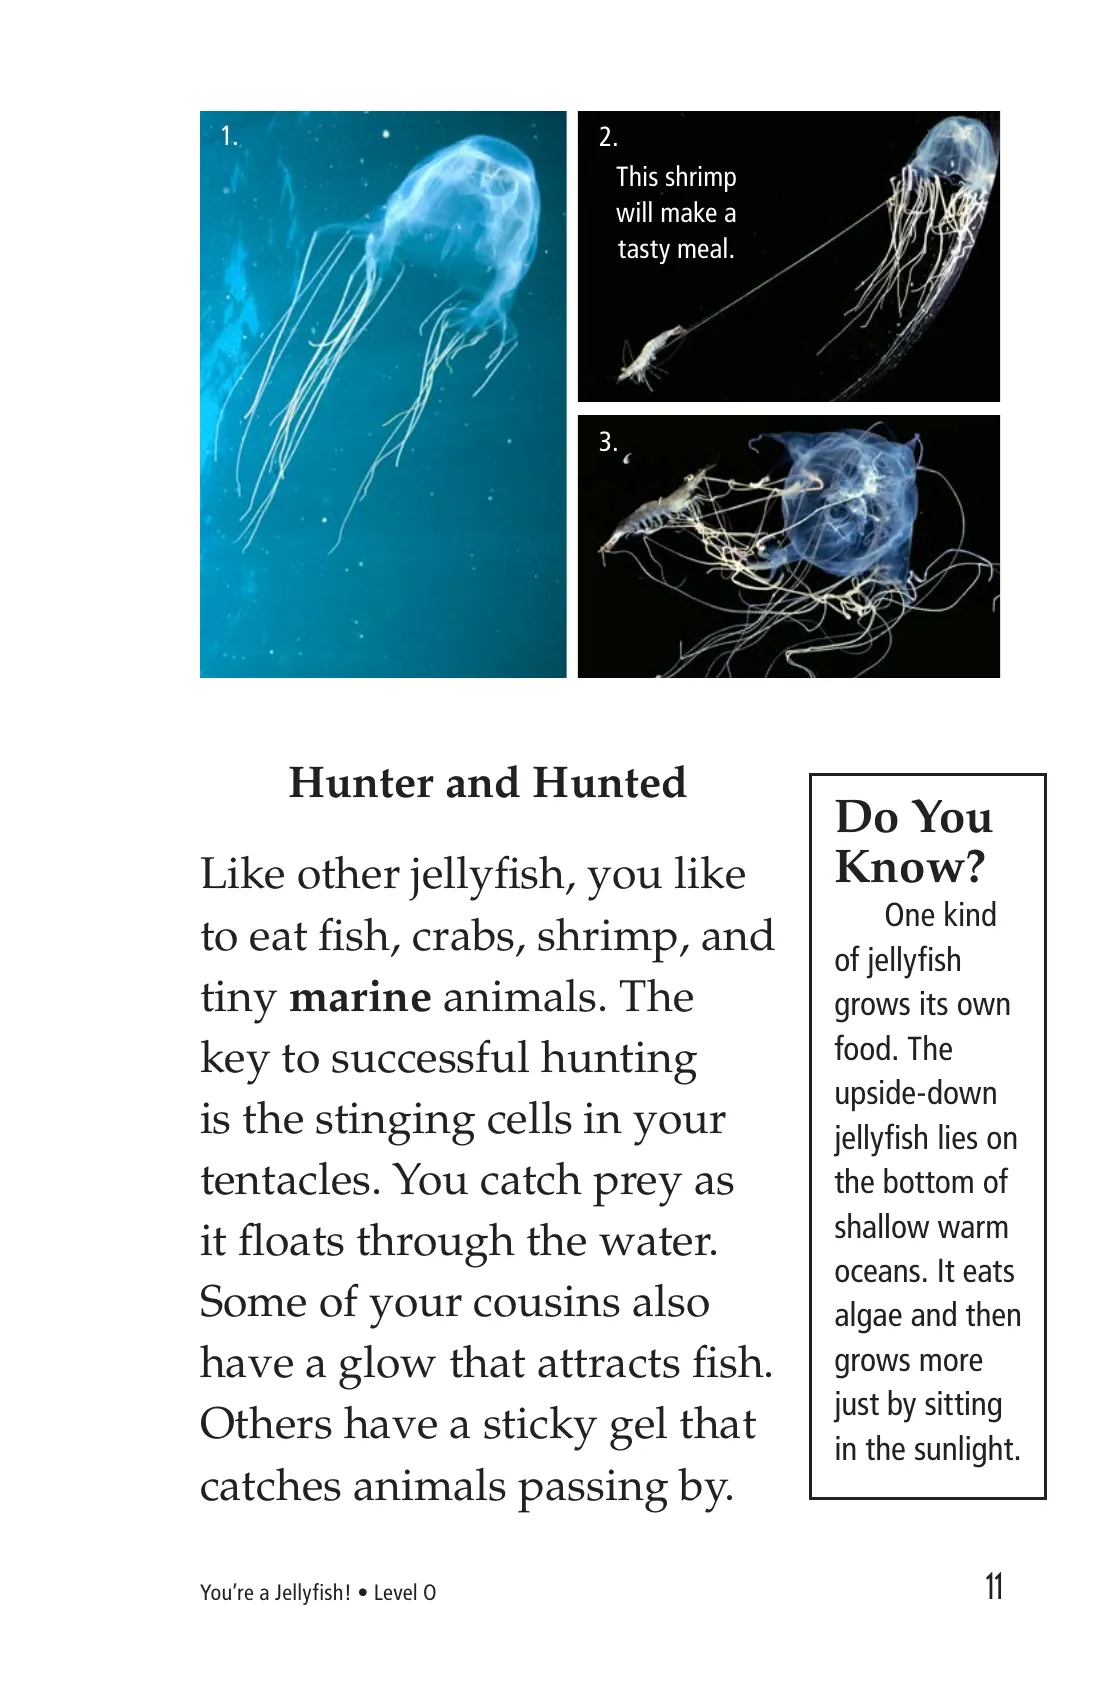 1.
2.
This shrimp
will make a
tasty meal.
3.
Hunter and Hunted
Like other jellyfish, you like
to eat fish, crabs, shrimp, and
tiny marine animals. The
key to successful hunting
is the stinging cells in your
tentacles. You catch prey as
it floats through the water.
Some of your cousins also
have a glow that attracts fish.
Others have a sticky gel that
catches animals passing by.
Do You
Know?
One kind
of jellyfish
grows its own
food. The
upside-down
jellyfish lies on
the bottom of
shallow warm
oceans. It eats
algae and then
grows more
just by sitting
in the sunlight.
You’re a Jellyfish! • Level O
11